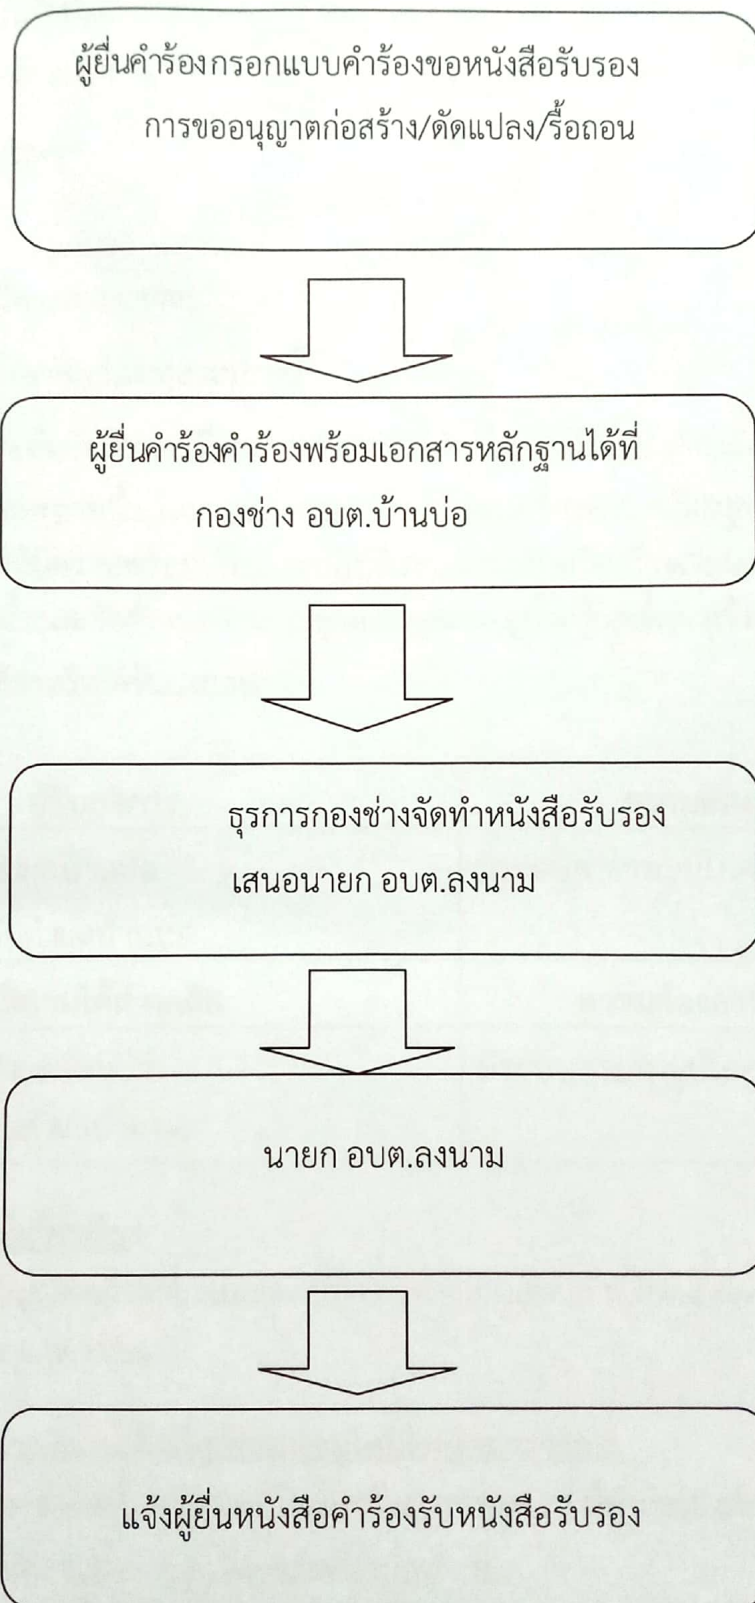 ผู้ยื่นคำร้องกรอกแบบคำร้องขอหนังสือรับรอง
การขออนุญาตก่อสร้าง/ดัดแปลง/รื้อถอน
ผู้ยื่นคำร้องคำร้องพร้อมเอกสารหลักฐานได้ที่
กองช่าง อบต.บ้านบ่อ
ธุรการกองช่างจัดทำหนังสือรับรอง
เสนอนายก อบต.ลงนาม
นายก อบต.ลงนาม
แจ้งผู้ยื่นหนังสือคำร้องรับหนังสือรับรอง